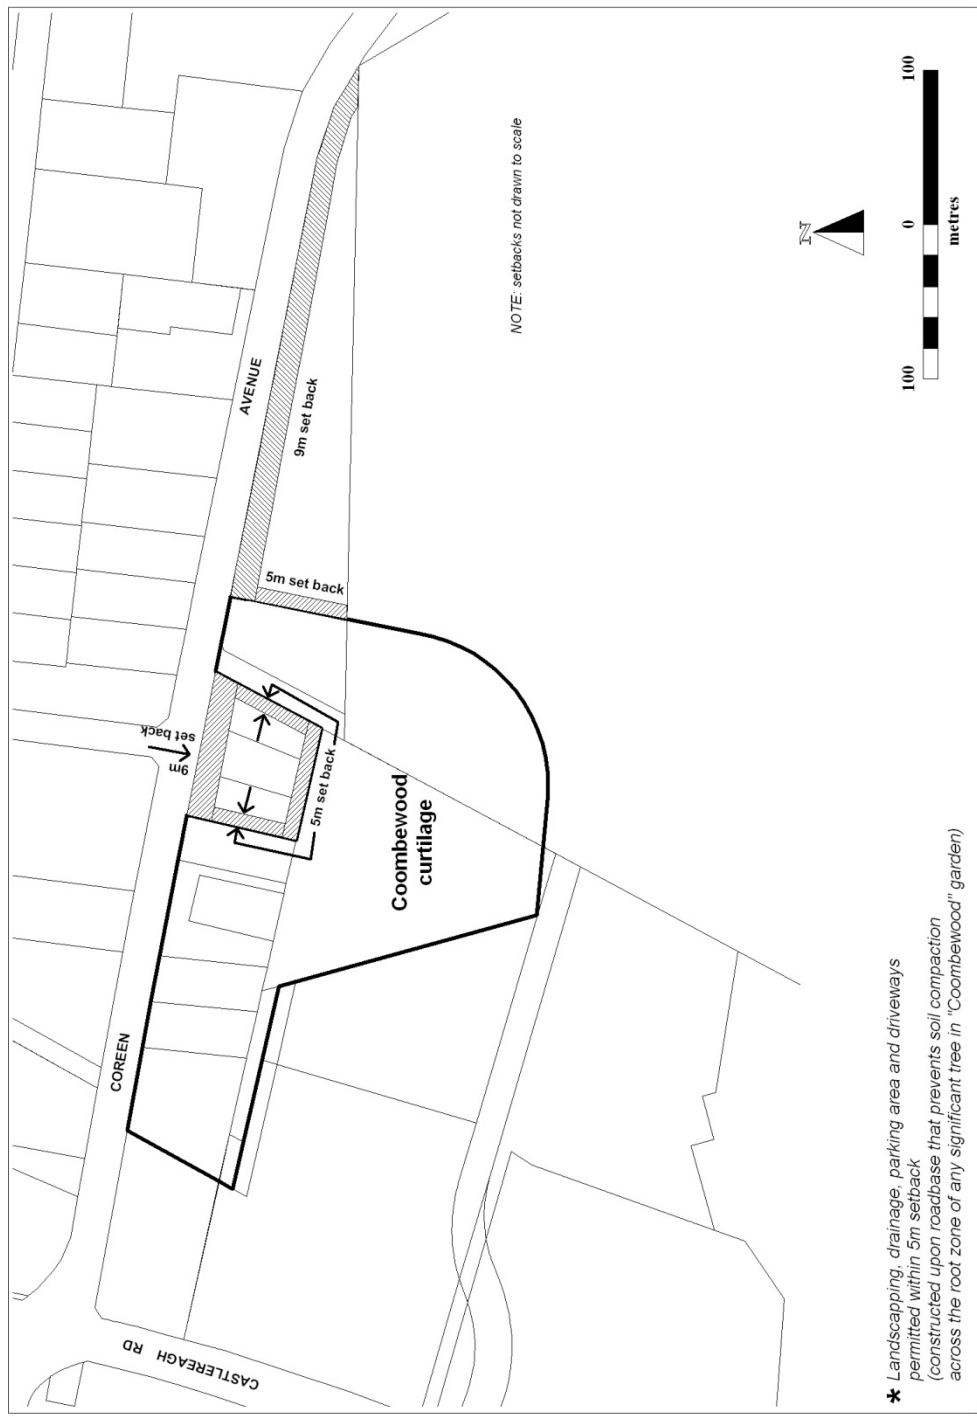 COREEN
AVENUE
CASTLEREAGH RD
9m
set back
5m set back
5m set back
9m set back
Coombewood
curtilage
NOTE: setbacks not drawn to scale
N
100
0
100
metres
* Landscapping, drainage, parking area and driveways
permitted within 5m setback
(constructed upon roadbase that prevents soil compaction
across the root zone of any significant tree in "Coombewood" garden)